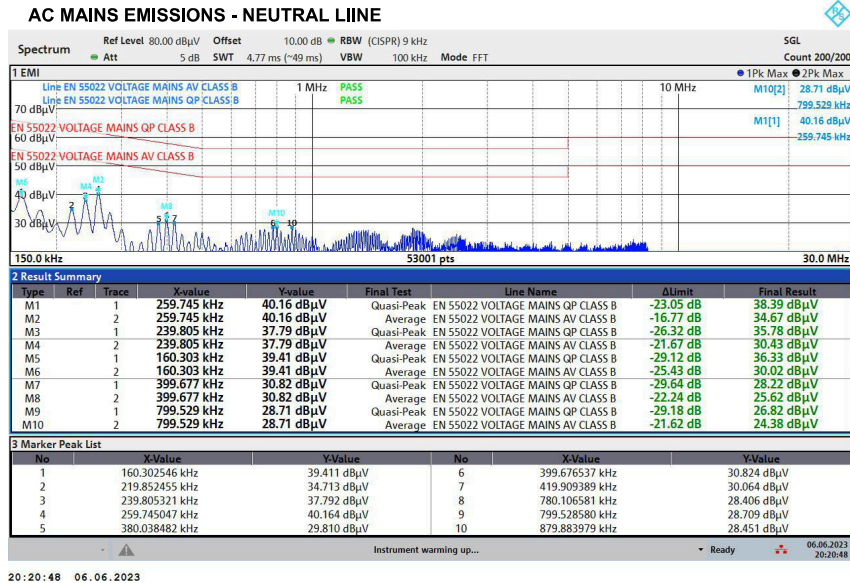 AC MAINS EMISSIONS - NEUTRAL LIINE
Spectrum
Ref Level 80.00 dBµV Offset 10.00 dB RBW (CISPR) 9 kHz SGL
Att 5 dB SWT 4.77 ms (~49 ms) VBW 100 kHz Mode FFT Count 200/200
1 EMI 1Pk Max 2Pk Max
Line EN 55022 VOLTAGE MAINS AV CLASS B 1 MHz PASS 10 MHz M10[2] 28.71 dBµV
Line EN 55022 VOLTAGE MAINS QP CLASS B PASS 799.529 kHz
70 dBµV M1[1] 40.16 dBµV
EN 55022 VOLTAGE MAINS QP CLASS B 259.745 kHz
60 dBµV
EN 55022 VOLTAGE MAINS AV CLASS B
50 dBµV
M6 M4 M2
40 dBµV
2 M8
5 7 M10
30 dBµV 10
150.0 kHz 53001 pts 30.0 MHz
2 Result Summary
Type Ref Trace X-value Y-value Final Test Line Name ΔLimit Final Result
M1 1 259.745 kHz 40.16 dBµV Quasi-Peak EN 55022 VOLTAGE MAINS QP CLASS B -23.05 dB 38.39 dBµV
M2 2 259.745 kHz 40.16 dBµV Average EN 55022 VOLTAGE MAINS AV CLASS B -16.77 dB 34.67 dBµV
M3 1 239.805 kHz 37.79 dBµV Quasi-Peak EN 55022 VOLTAGE MAINS QP CLASS B -26.32 dB 35.78 dBµV
M4 2 239.805 kHz 37.79 dBµV Average EN 55022 VOLTAGE MAINS AV CLASS B -21.67 dB 30.43 dBµV
M5 1 160.303 kHz 39.41 dBµV Quasi-Peak EN 55022 VOLTAGE MAINS QP CLASS B -29.12 dB 36.33 dBµV
M6 2 160.303 kHz 39.41 dBµV Average EN 55022 VOLTAGE MAINS AV CLASS B -25.43 dB 30.02 dBµV
M7 1 399.677 kHz 30.82 dBµV Quasi-Peak EN 55022 VOLTAGE MAINS QP CLASS B -29.64 dB 28.22 dBµV
M8 2 399.677 kHz 30.82 dBµV Average EN 55022 VOLTAGE MAINS AV CLASS B -22.24 dB 25.62 dBµV
M9 1 799.529 kHz 28.71 dBµV Quasi-Peak EN 55022 VOLTAGE MAINS QP CLASS B -29.18 dB 26.82 dBµV
M10 2 799.529 kHz 28.71 dBµV Average EN 55022 VOLTAGE MAINS AV CLASS B -21.62 dB 24.38 dBµV
3 Marker Peak List
No X-Value Y-Value No X-Value Y-Value
1 160.302546 kHz 39.411 dBµV 6 399.676537 kHz 30.824 dBµV
2 219.852455 kHz 34.713 dBµV 7 419.909389 kHz 30.064 dBµV
3 239.805321 kHz 37.792 dBµV 8 780.106581 kHz 28.406 dBµV
4 259.745047 kHz 40.164 dBµV 9 799.528580 kHz 28.709 dBµV
5 380.038482 kHz 29.810 dBµV 10 879.883979 kHz 28.451 dBµV
Instrument warming up... Ready 06.06.2023
20:20:48
20:20:48 06.06.2023